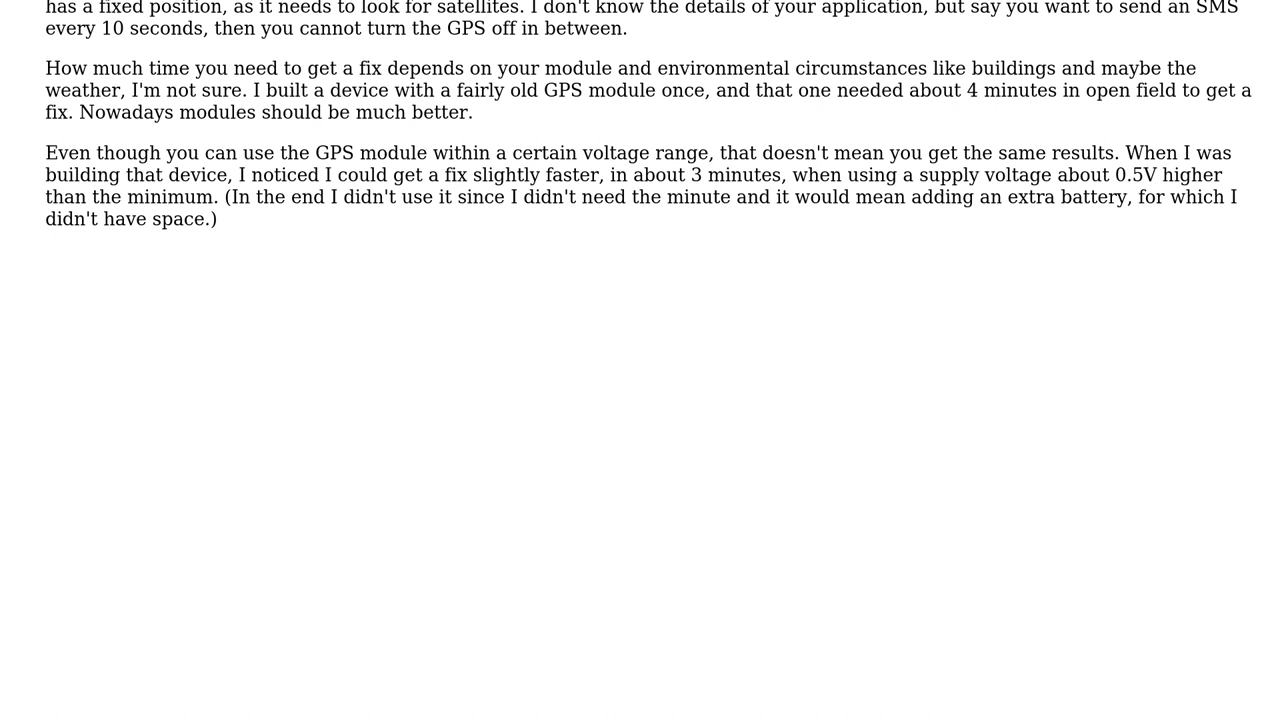 has a fixed position, as it needs to look for satellites. I don't know the details of your application, but say you want to send an SMS
every 10 seconds, then you cannot turn the GPS off in between.
How much time you need to get a fix depends on your module and environmental circumstances like buildings and maybe the
weather, I'm not sure. I built a device with a fairly old GPS module once, and that one needed about 4 minutes in open field to get a
fix. Nowadays modules should be much better.
Even though you can use the GPS module within a certain voltage range, that doesn't mean you get the same results. When I was
building that device, I noticed I could get a fix slightly faster, in about 3 minutes, when using a supply voltage about 0.5V higher
than the minimum. (In the end I didn't use it since I didn't need the minute and it would mean adding an extra battery, for which I
didn't have space.)